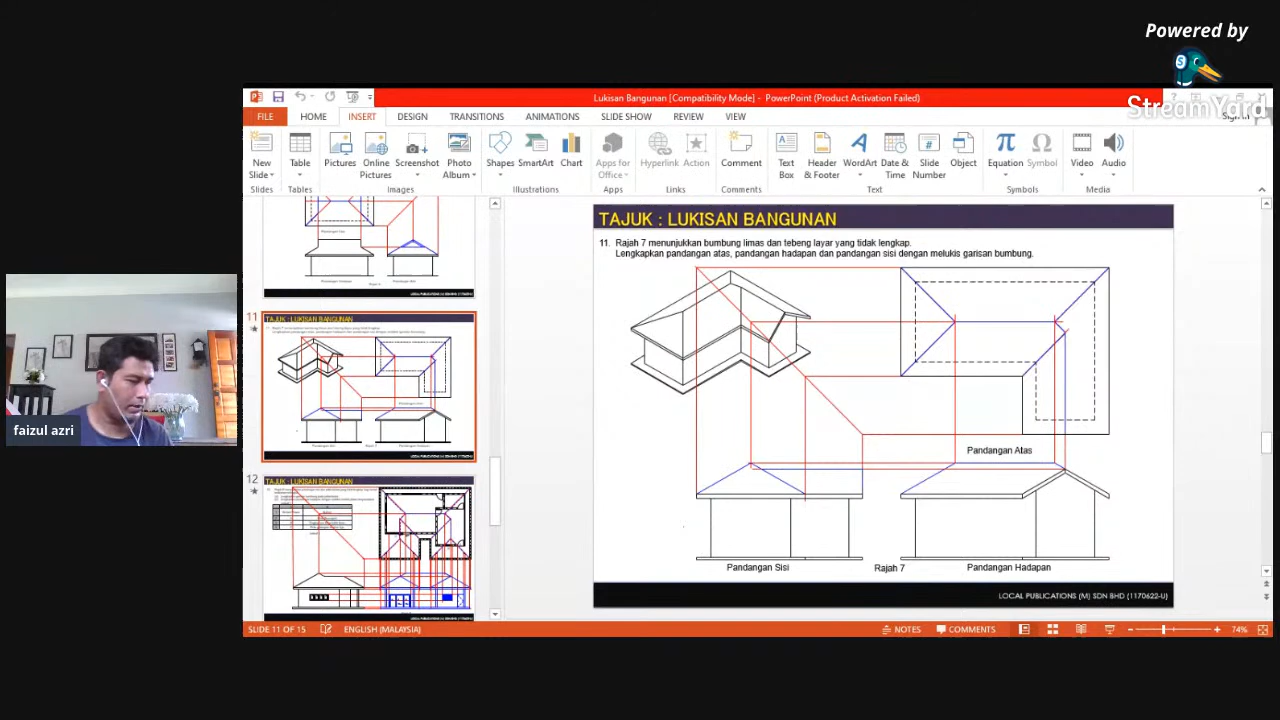 Powered by
StreamYard
Lukisan Bangunan [Compatibility Mode] - PowerPoint (Product Activation Failed)
FILE HOME INSERT DESIGN TRANSITIONS ANIMATIONS SLIDE SHOW REVIEW VIEW
New Slide
Table
Pictures
Online Pictures
Screenshot
Photo Album
Shapes
SmartArt
Chart
Apps for Office
Hyperlink
Action
Comment
Text Box
Header & Footer
WordArt
Date & Time
Slide Number
Object
Equation
Symbol
Video
Audio
Slides Tables Images Illustrations Apps Links Comments Text Symbols Media
11
TAJUK : LUKISAN BANGUNAN
12
TAJUK : LUKISAN BANGUNAN
TAJUK : LUKISAN BANGUNAN
11. Rajah 7 menunjukkan bumbung limas dan tebeng layar yang tidak lengkap.
Lengkapkan pandangan atas, pandangan hadapan dan pandangan sisi dengan melukis garisan bumbung.
Pandangan Atas
Pandangan Sisi
Rajah 7
Pandangan Hadapan
LOCAL PUBLICATIONS (M) SDN BHD (1170622-U)
faizul azri
SLIDE 11 OF 15 ENGLISH (MALAYSIA) NOTES COMMENTS 74%